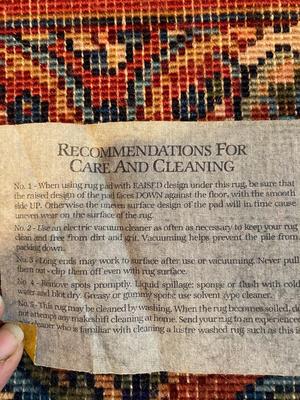 RECOMMENDATIONS FOR
CARE AND CLEANING
No. 1 - When using rug pad with RAISED design under this rug, be sure that
the raised design of the pad faces DOWN against the floor, with the smooth
side UP. Otherwise the uneven surface design of the pad will in time cause
uneven wear on the surface of the rug.
No. 2 - Use an electric vacuum cleaner as often as necessary to keep your rug
clean and free from dirt and grit. Vacuuming helps prevent the pile from
packing down.
No. 3 - Long ends may work to surface after use or vacuuming. Never pull
them out - clip them off even with rug surface.
No. 4 - Remove spots promptly. Liquid spillage: sponge or flush with cold
water and blot dry. Greasy or gummy spots: use solvent type cleaner.
No. 5 - This rug may be cleaned by washing. When the rug becomes soiled, do
not attempt any makeshift cleaning at home. Send your rug to an experienced
cleaner who is familiar with cleaning a lustre washed rug such as this is